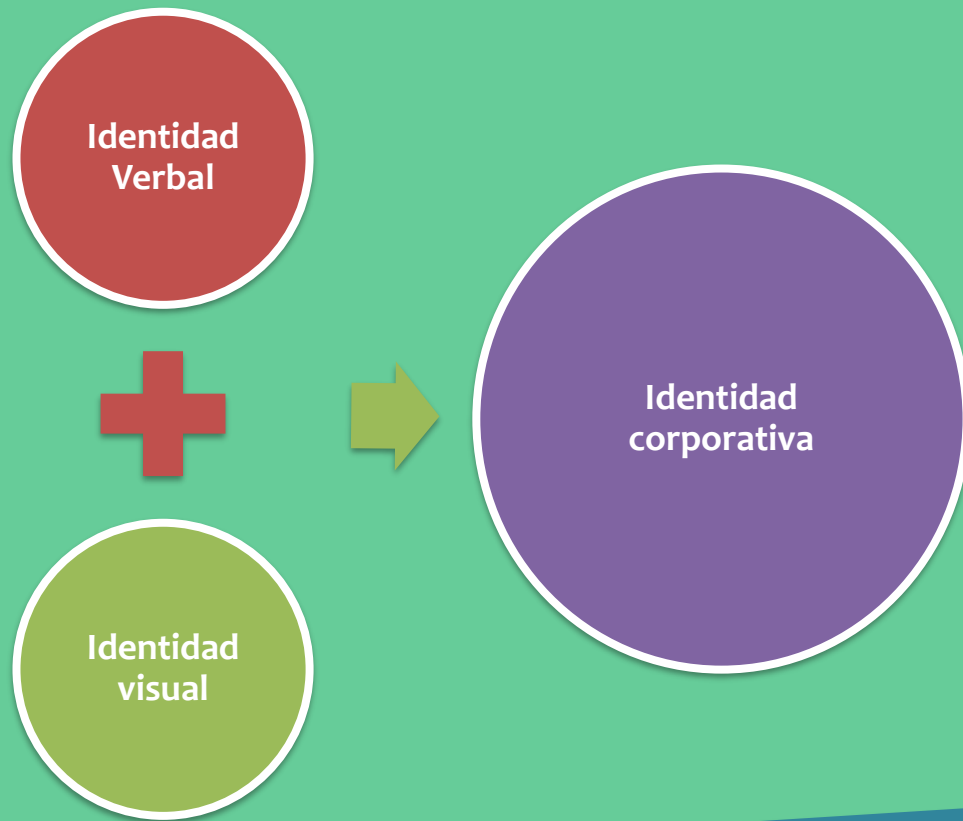 Identidad
Verbal
Identidad
visual
Identidad
corporativa